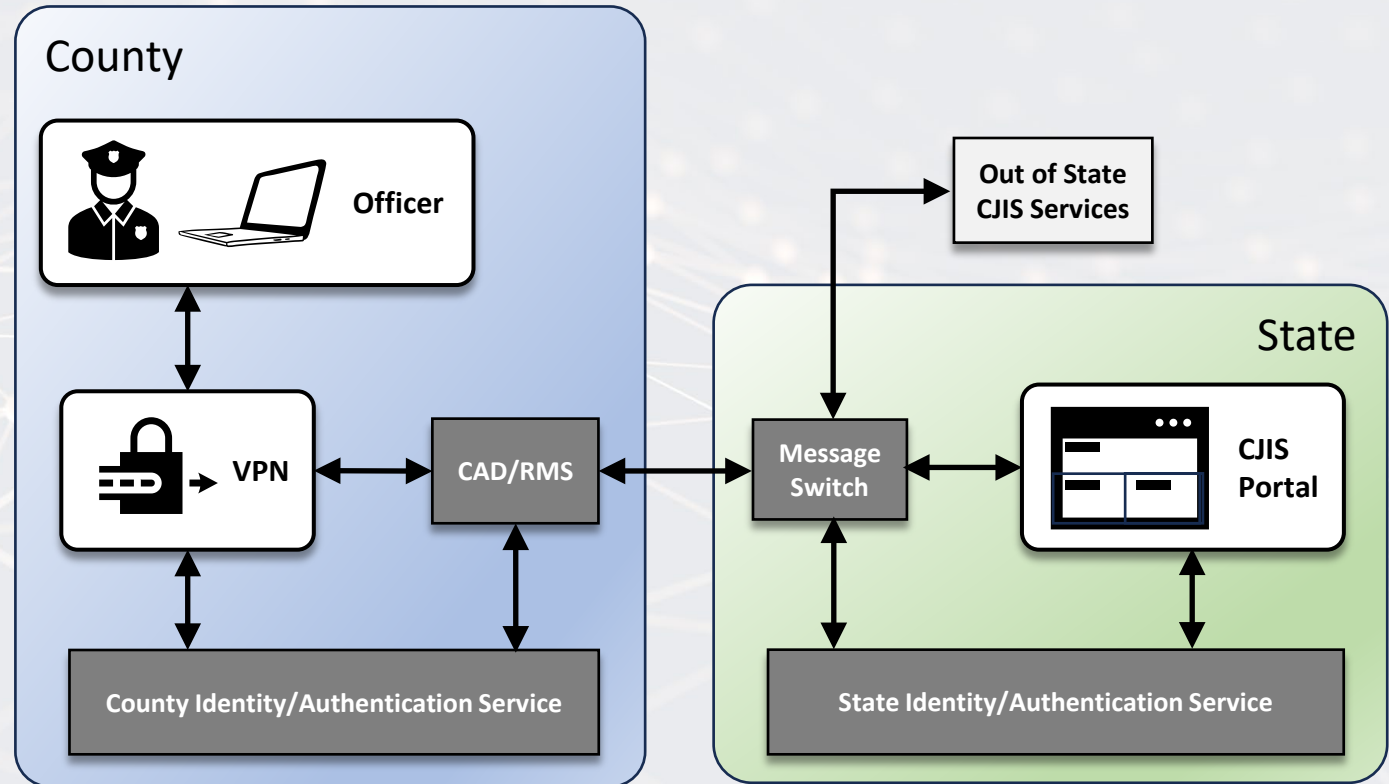 County
Officer
Out of State
CJIS Services
State
VPN
CAD/RMS
Message
Switch
CJIS
Portal
County Identity/Authentication Service
State Identity/Authentication Service